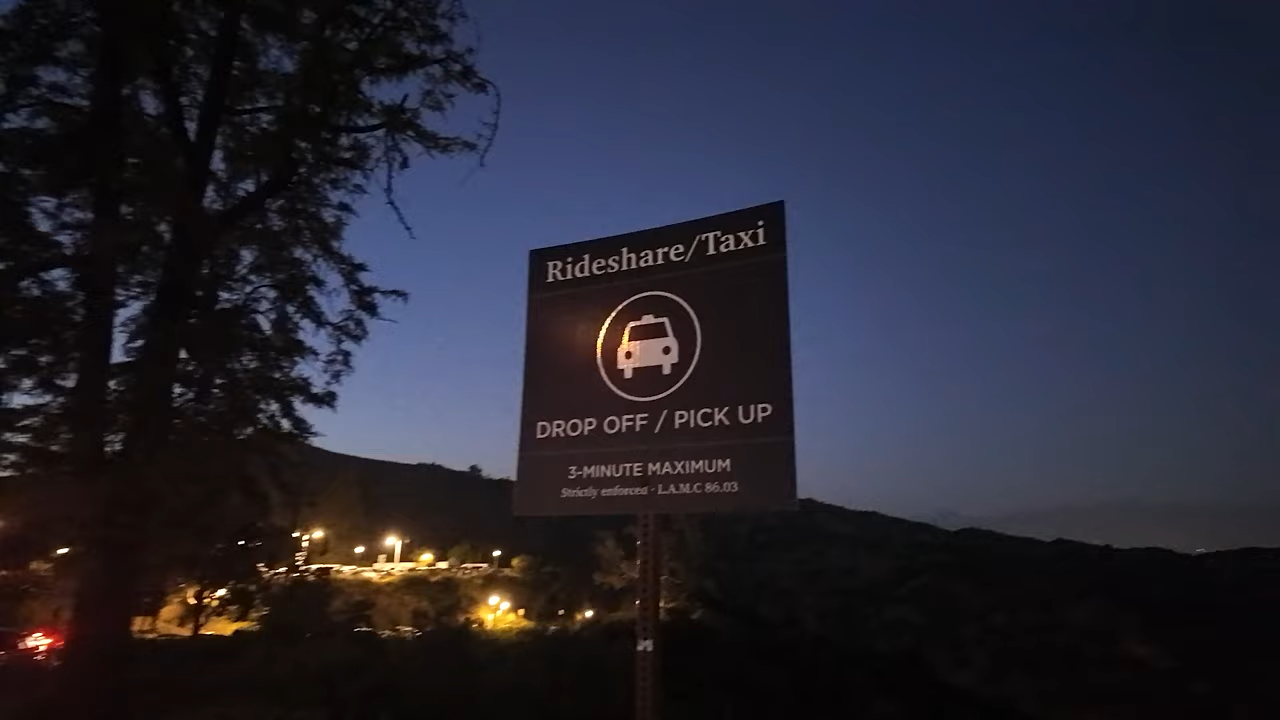 Rideshare/Taxi
DROP OFF / PICK UP
3-MINUTE MAXIMUM
Strictly enforced · L.A.M.C 86.03